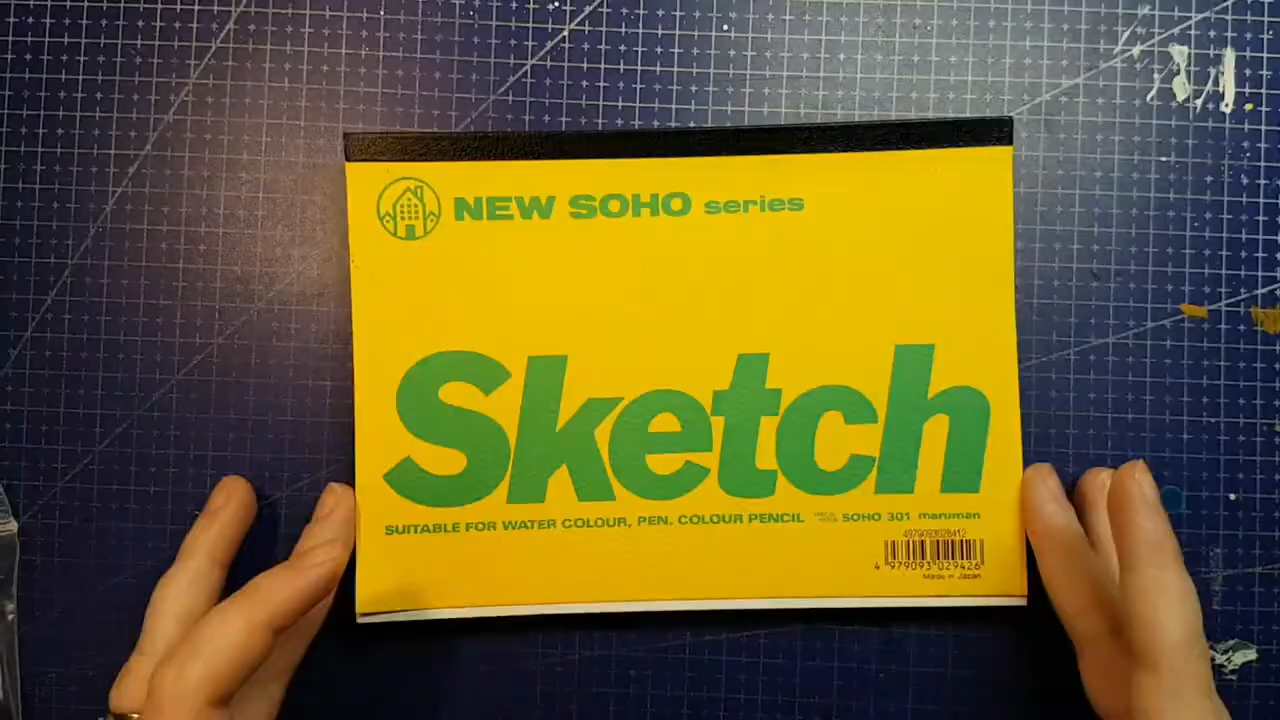 NEW SOHO series
Sketch
SUITABLE FOR WATER COLOUR, PEN, COLOUR PENCIL SOHO 301 maruman
4979093028412
4 979093 029426
Made in Japan